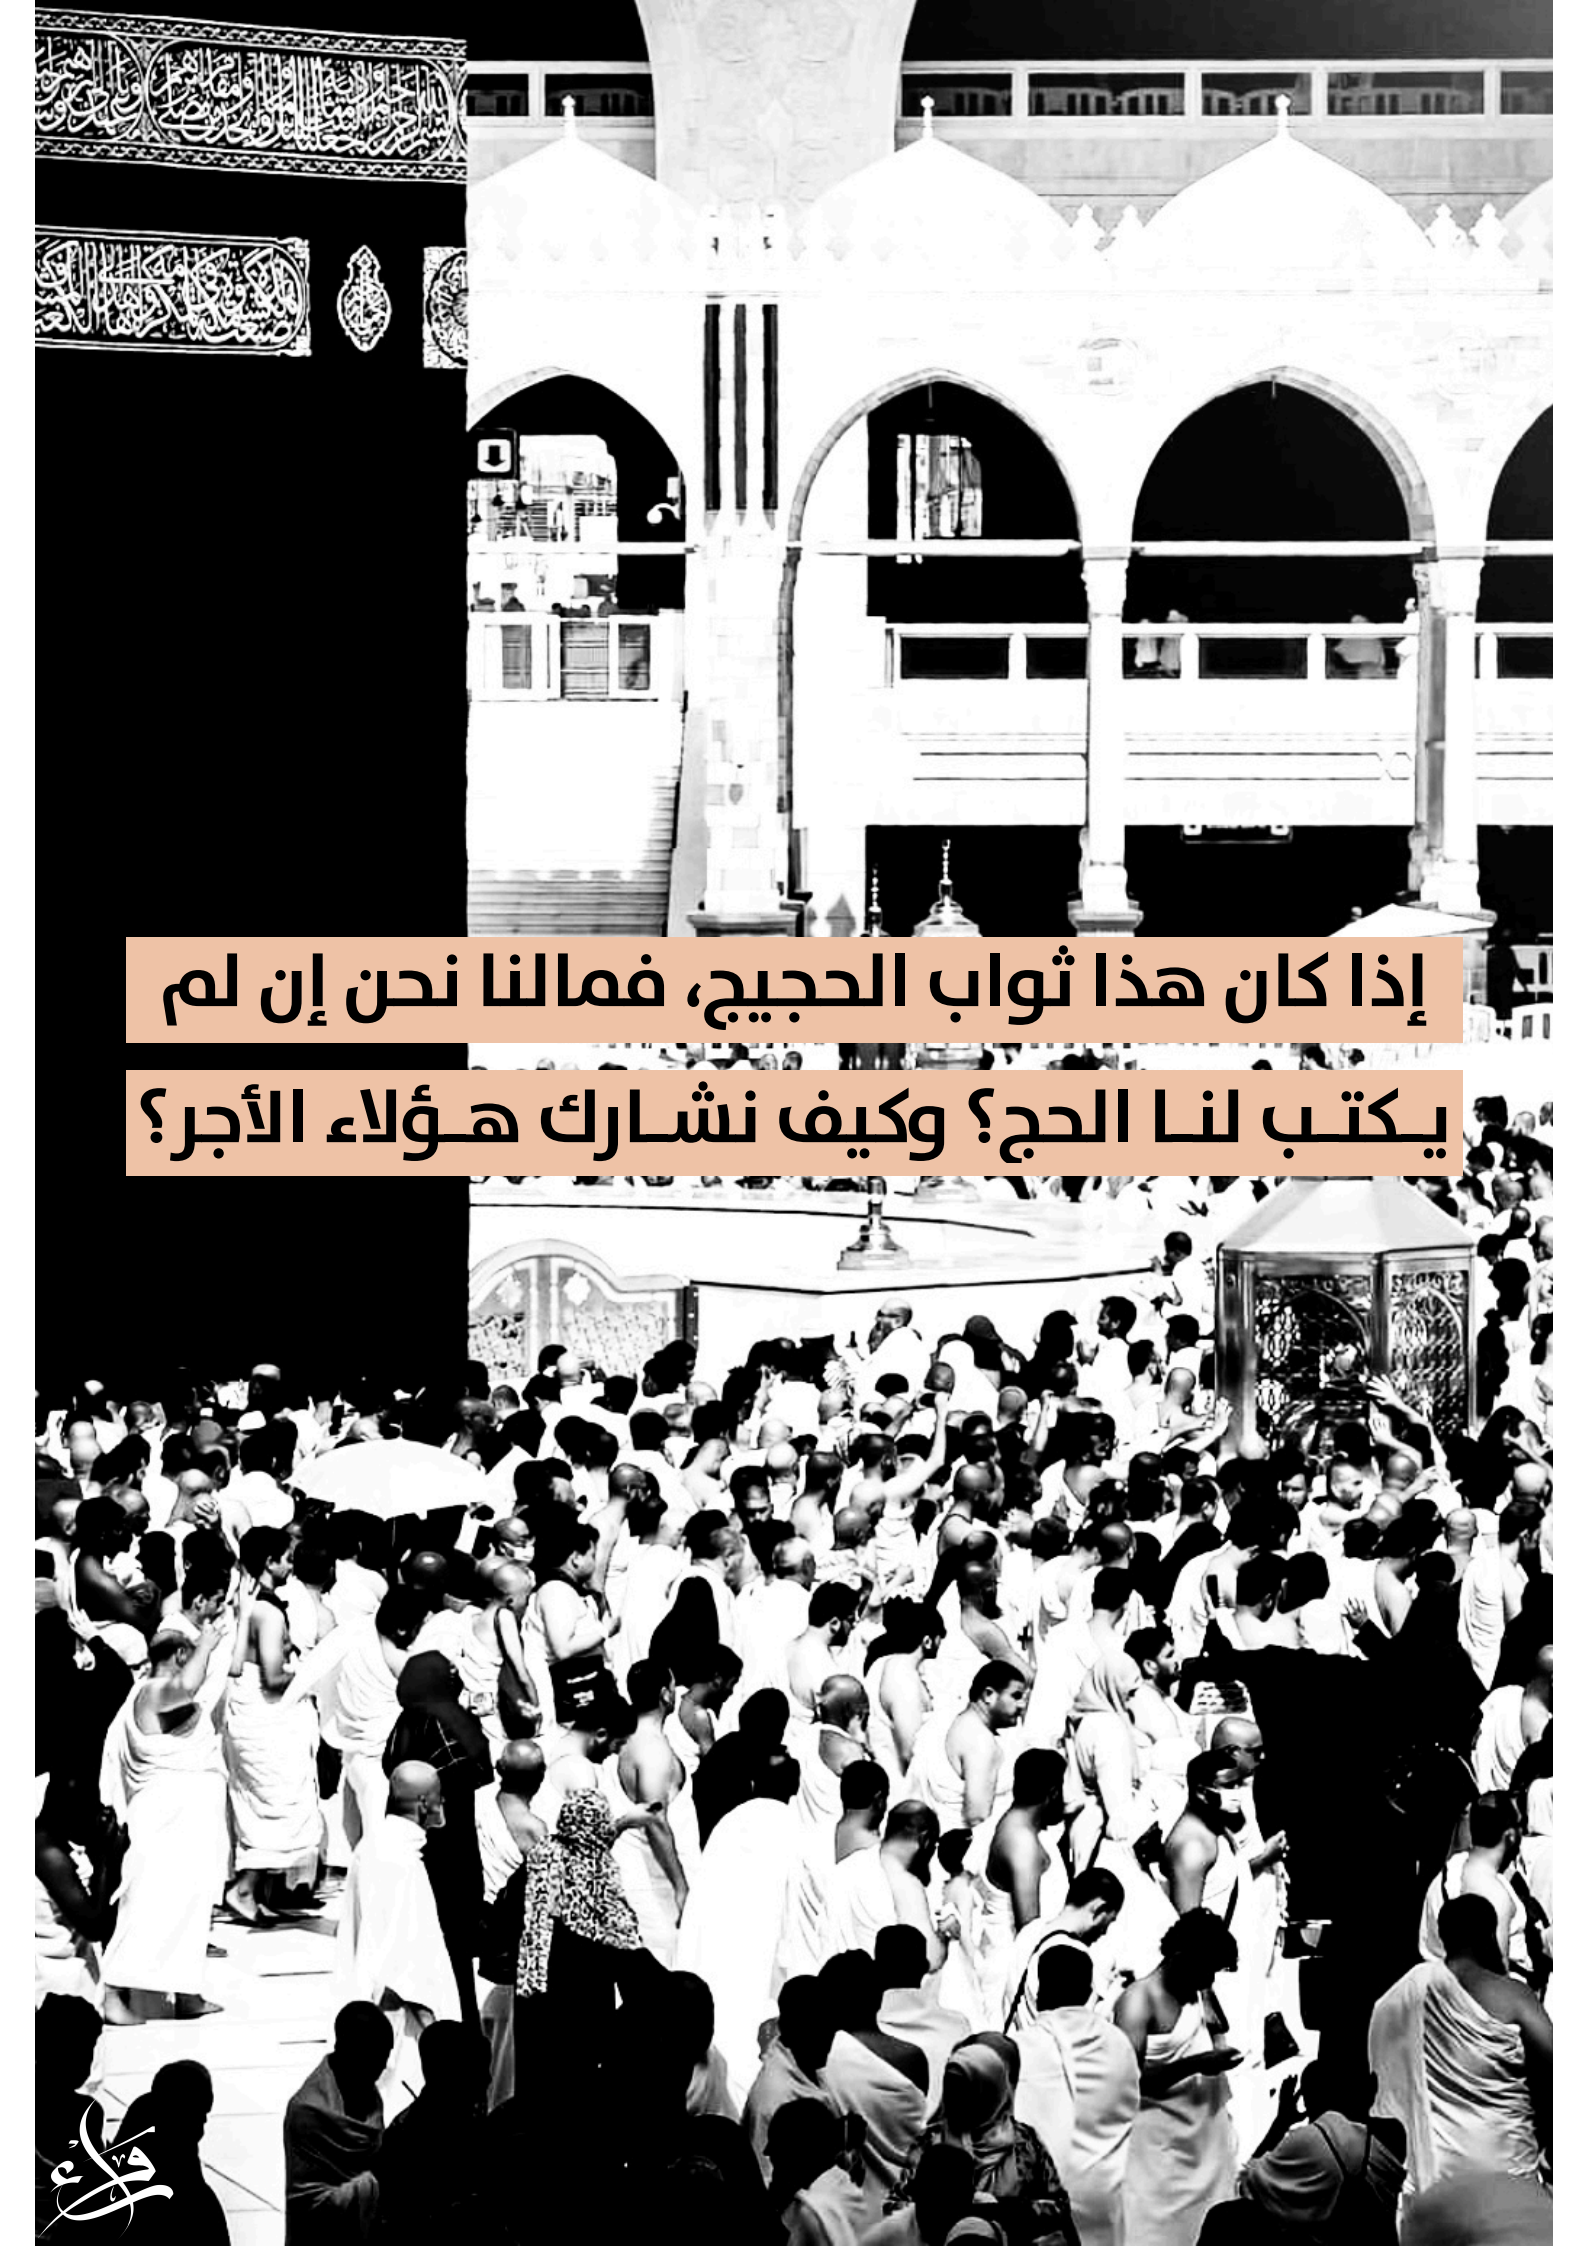 إذا كان هذا ثواب الحجيج، فمالنا نحن إن لم
يـكتـب لنـا الحج؟ وكيف نشـارك هـؤلاء الأجر؟